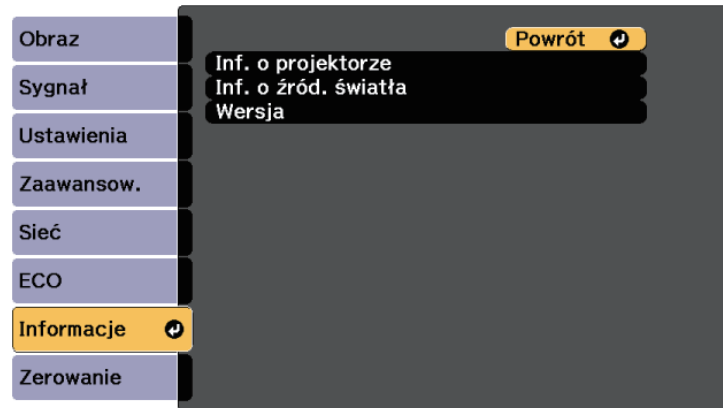 Obraz
Sygnał
Ustawienia
Zaawansow.
Sieć
ECO
Informacje
Zerowanie
Powrót
Inf. o projektorze
Inf. o źród. światła
Wersja